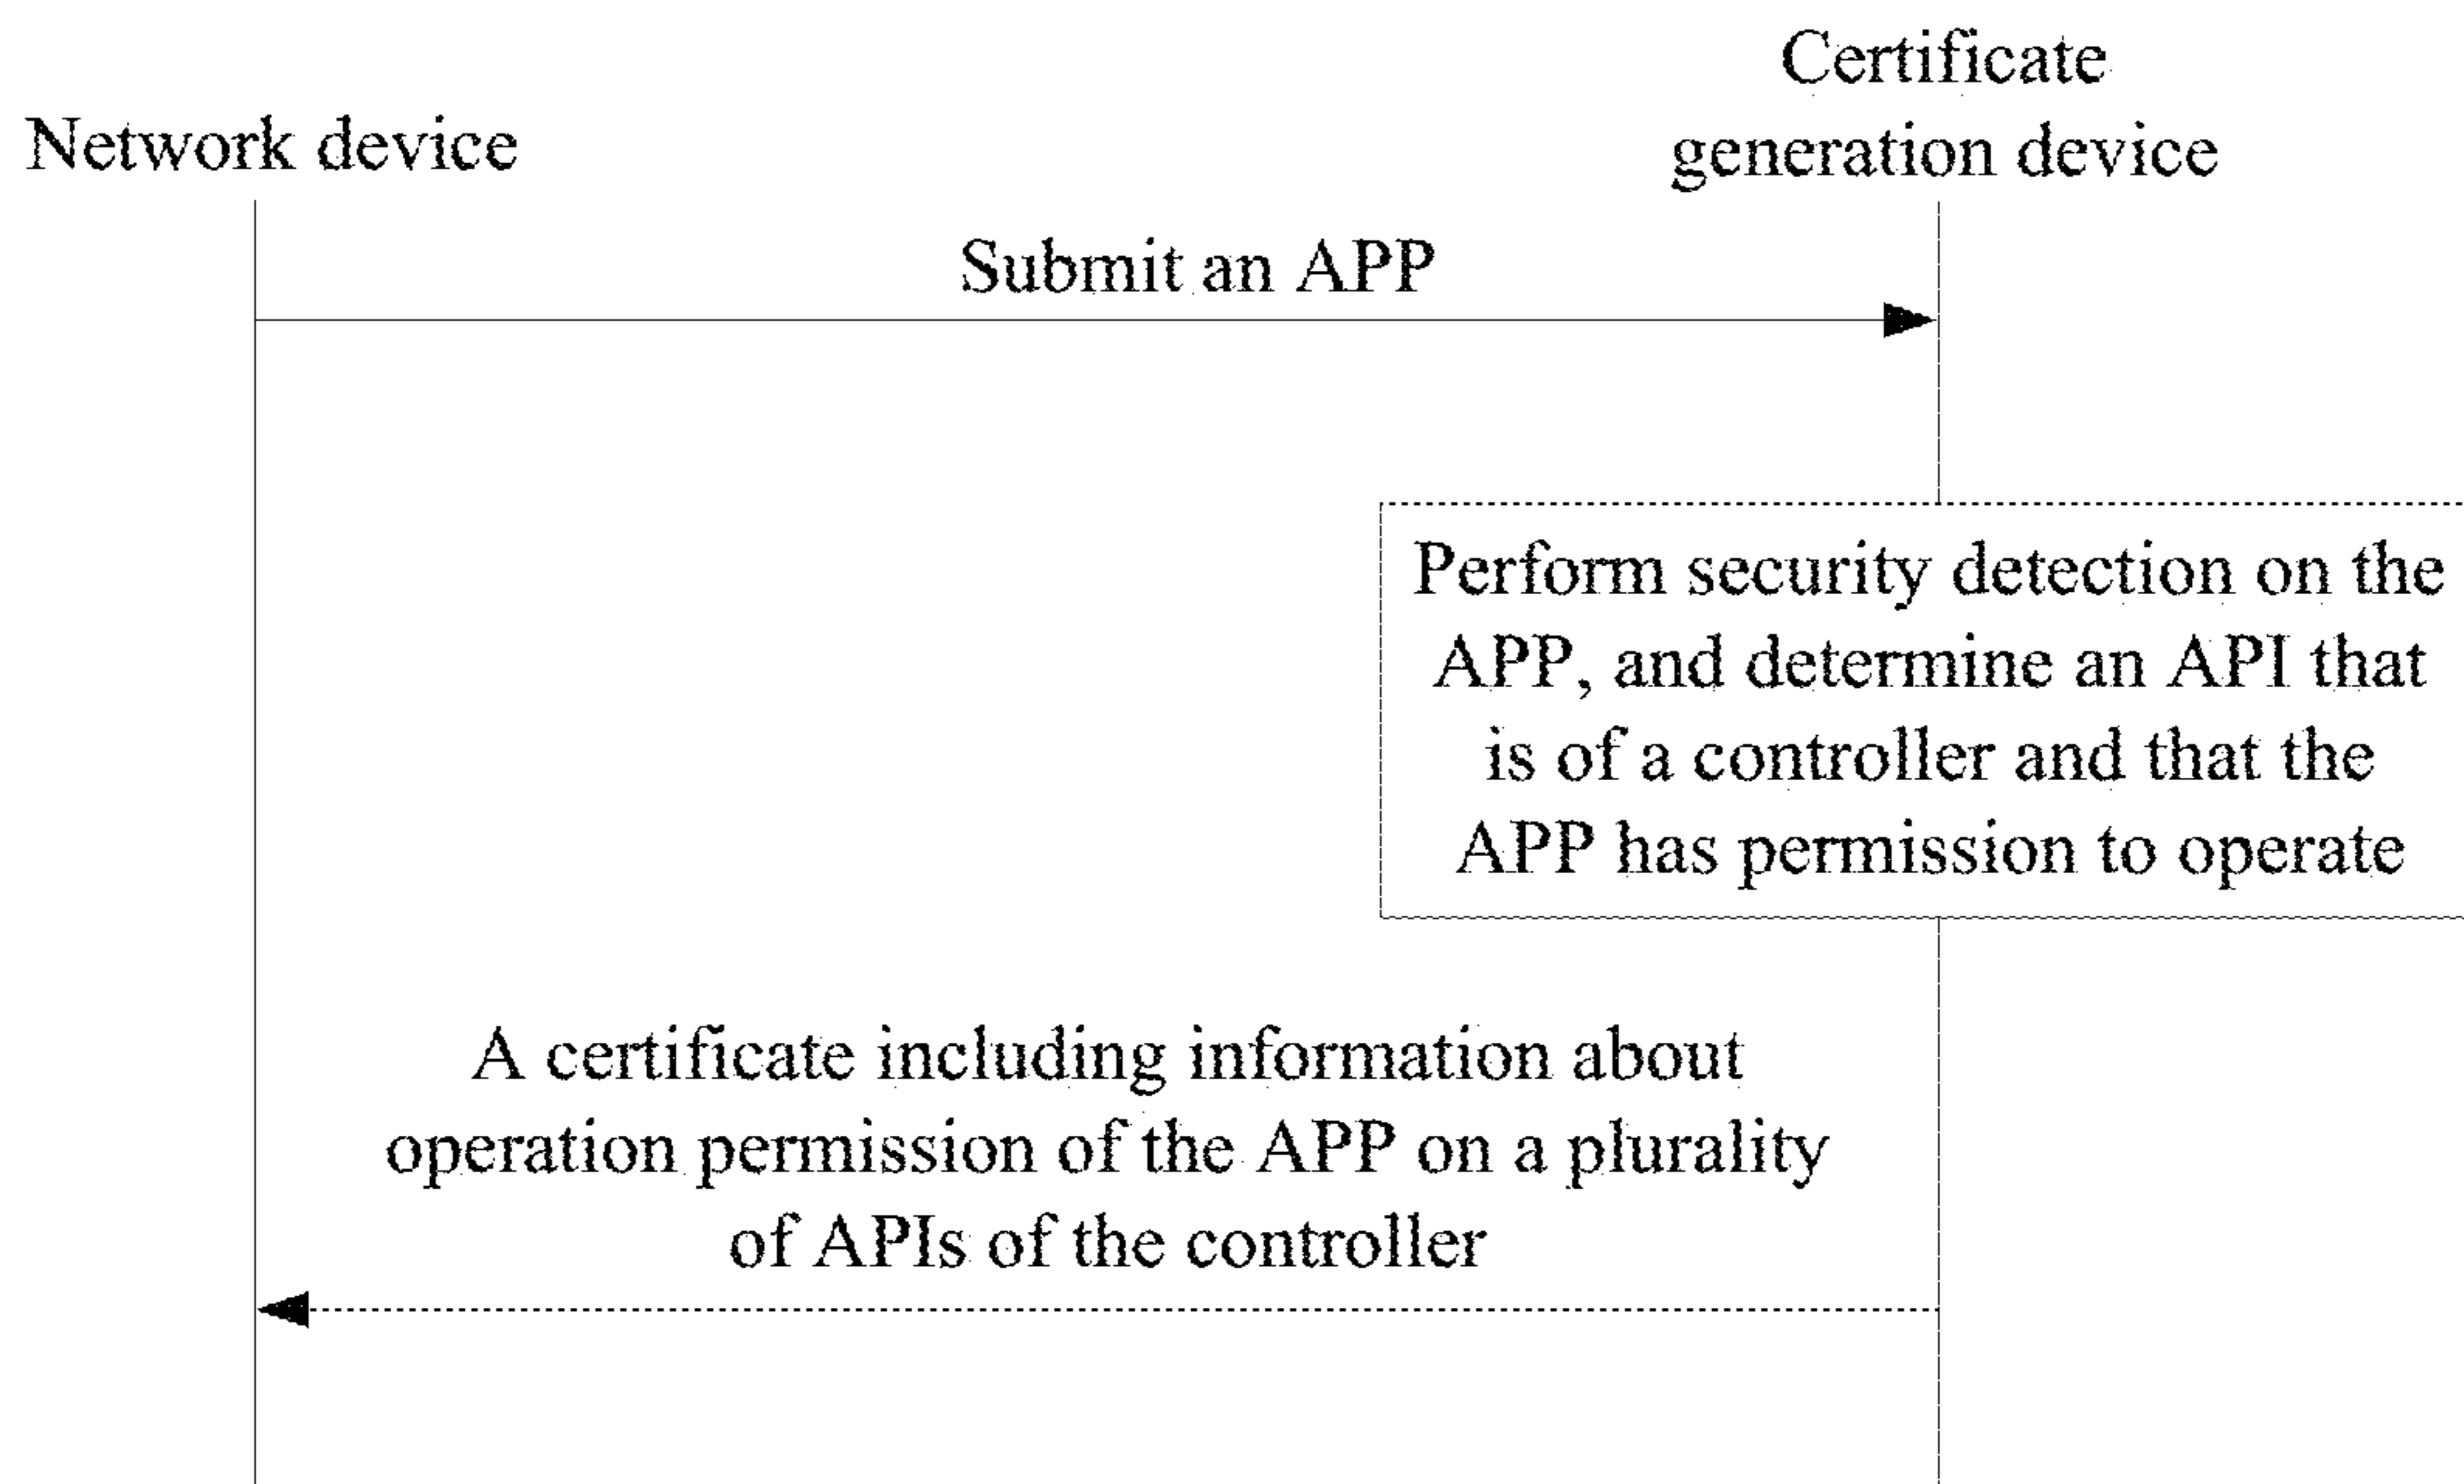 Network device
Certificate
generation device
Submit an APP
Perform security detection on the
APP, and determine an API that
is of a controller and that the
APP has permission to operate
A certificate including information about
operation permission of the APP on a plurality
of APIs of the controller